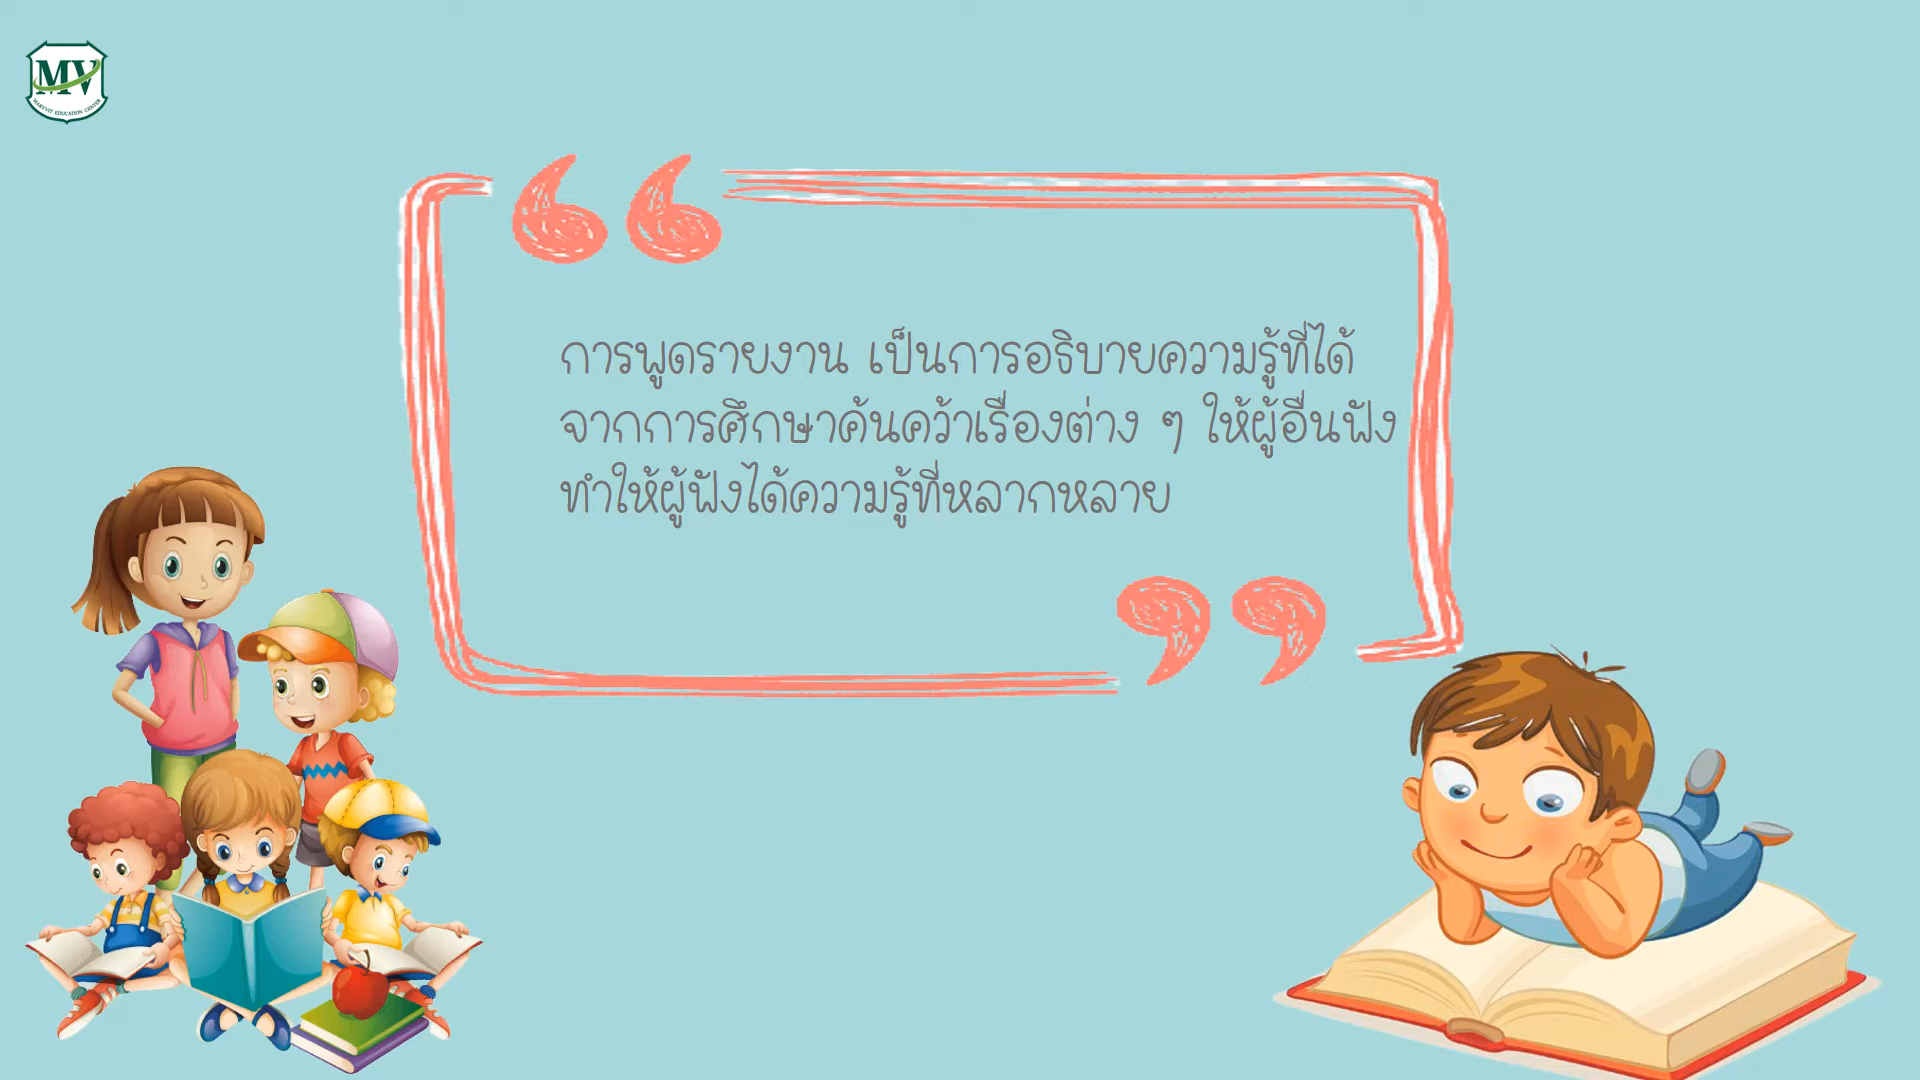 MV
MARYVIT EDUCATION CENTER
การพูดรายงาน เป็นการอธิบายความรู้ที่ได้
จากการศึกษาค้นคว้าเรื่องต่าง ๆ ให้ผู้อื่นฟัง
ทำให้ผู้ฟังได้ความรู้ที่หลากหลาย